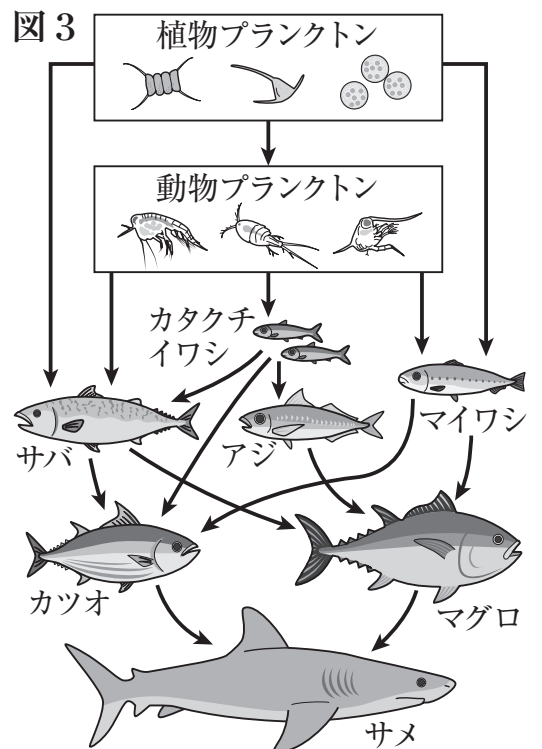 図3
植物プランクトン
動物プランクトン
カタクチ
イワシ
サバ
アジ
マイワシ
カツオ
マグロ
サメ